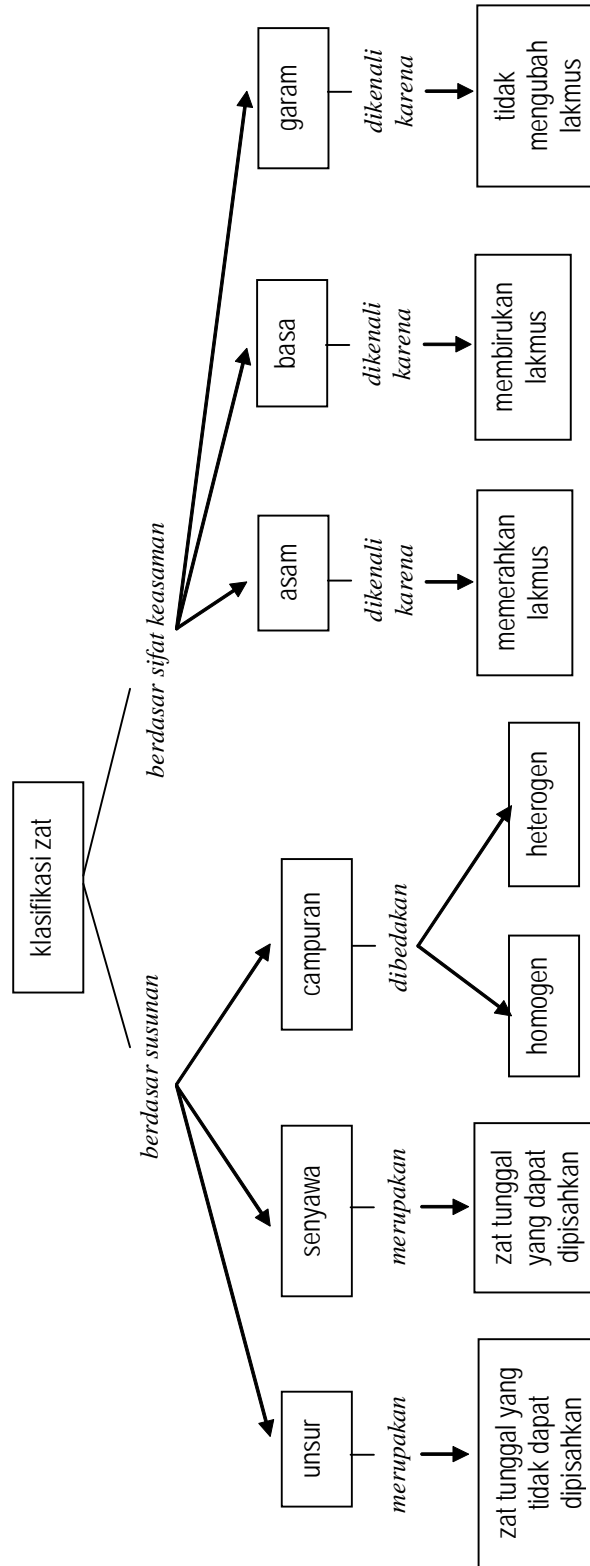 klasifikasi zat
berdasar susunan
berdasar sifat keasaman
unsur
senyawa
campuran
asam
basa
garam
merupakan
merupakan
dibedakan
dikenali
karena
dikenali
karena
dikenali
karena
zat tunggal yang
tidak dapat
dipisahkan
zat tunggal
yang dapat
dipisahkan
homogen
heterogen
memerahkan
lakmus
membirukan
lakmus
tidak
mengubah
lakmus